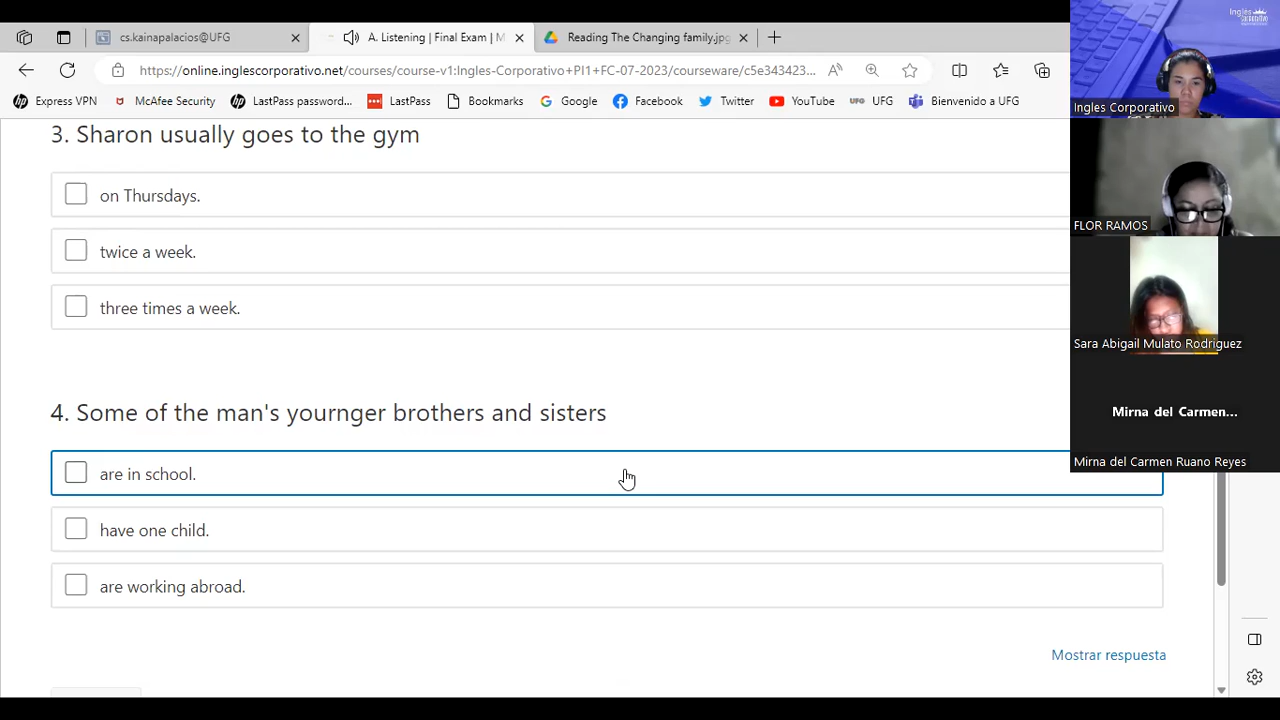 cs.kainapalacios@UFG
A. Listening | Final Exam | M
Reading The Changing family.jpg
https://online.inglescorporativo.net/courses/course-v1:Ingles-Corporativo+PI1+FC-07-2023/courseware/c5e343423...
Express VPN
McAfee Security
LastPass password...
LastPass
Bookmarks
Google
Facebook
Twitter
YouTube
UFG
UFG
Bienvenido a UFG
3. Sharon usually goes to the gym
on Thursdays.
twice a week.
three times a week.
4. Some of the man's yournger brothers and sisters
are in school.
have one child.
are working abroad.
Mostrar respuesta
Ingles
Ingles Corporativo
FLOR RAMOS
Sara Abigail Mulato Rodriguez
Mirna del Carmen...
Mirna del Carmen Ruano Reyes